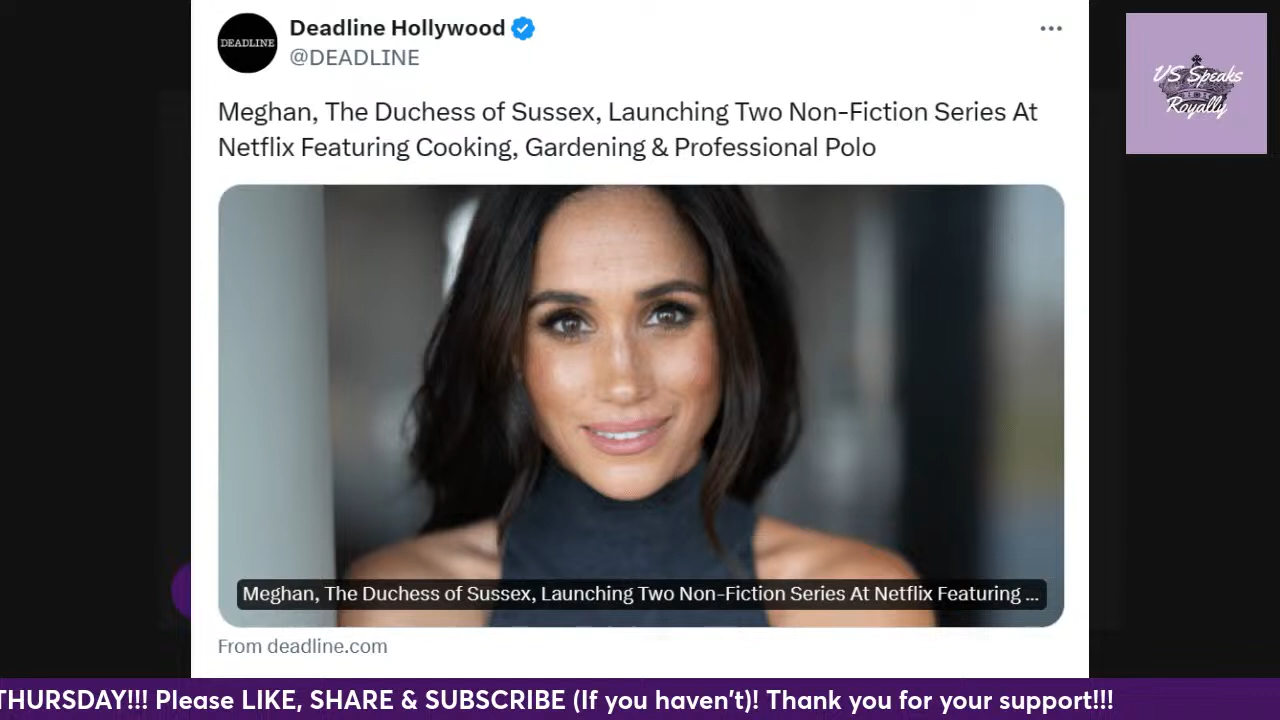 Deadline Hollywood
@DEADLINE
DEADLINE
US Speaks
Royally
Meghan, The Duchess of Sussex, Launching Two Non-Fiction Series At
Netflix Featuring Cooking, Gardening & Professional Polo
Meghan, The Duchess of Sussex, Launching Two Non-Fiction Series At Netflix Featuring ...
From deadline.com
THURSDAY!!! Please LIKE, SHARE & SUBSCRIBE (If you haven't)! Thank you for your support!!!